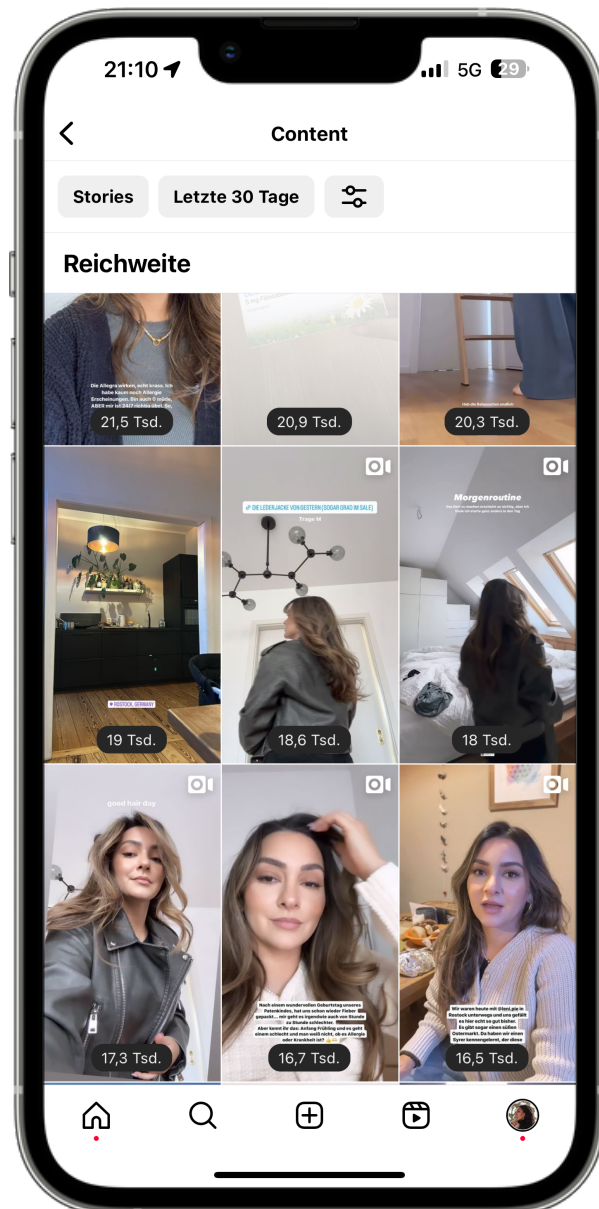 21:10
5G
29
Content
Stories
Letzte 30 Tage
Reichweite
Die Allegra wirken, echt krass. Ich
habe kaum noch Allergie
Erscheinungen. Bin auch 0 müde,
ABER mir ist 24/7 richtig übel. So,
21,5 Tsd.
20,9 Tsd.
20,3 Tsd.
DIE LEDERJACKE VON GESTERN (SOGAR GRAD IM SALE)
Trage M
Morgenroutine
ROSTOCK, GERMANY
19 Tsd.
18,6 Tsd.
18 Tsd.
good hair day
Nach einem wundervollen Geburtstag unseres
Patenkindes, hat uns schon wieder Fieber
gepackt... mir geht es irgendwie auch von Stunde
zu Stunde schlechter.
Aber kennt ihr das: Anfang Frühling und es geht
einem schlecht und man weiß nicht, ob es Allergie
oder Krankheit ist?
Wir waren heute mit @leni.pie in
Rostock unterwegs und uns gefällt
es hier echt so gut bisher.
Es gibt sogar einen süßen
Ostermarkt. Da haben wir einen
Syrer kennengelernt, der diese
17,3 Tsd.
16,7 Tsd.
16,5 Tsd.